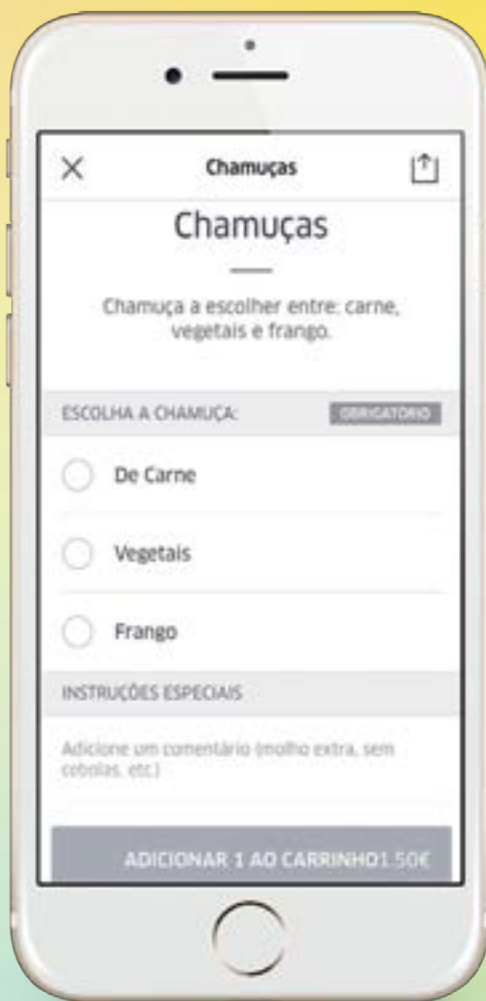 Chamuças
Chamuças
Chamuça a escolher entre: carne,
vegetais e frango.
ESCOLHA A CHAMUÇA:
OBRIGATÓRIO
De Carne
Vegetais
Frango
INSTRUÇÕES ESPECIAIS
Adicione um comentário (molho extra, sem
cebolas, etc.)
ADICIONAR 1 AO CARRINHO1.50€